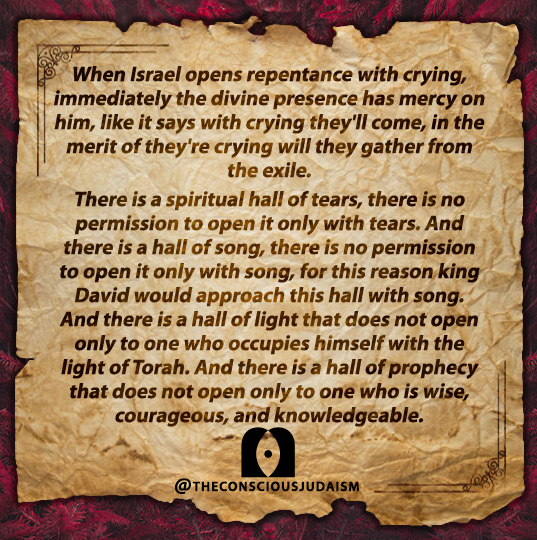 When Israel opens repentance with crying,
immediately the divine presence has mercy on
him, like it says with crying they'll come, in the
merit of they're crying will they gather from
the exile.
There is a spiritual hall of tears, there is no
permission to open it only with tears. And
there is a hall of song, there is no permission
to open it only with song, for this reason king
David would approach this hall with song.
And there is a hall of light that does not open
only to one who occupies himself with the
light of Torah. And there is a hall of prophecy
that does not open only to one who is wise,
courageous, and knowledgeable.
@THECONSCIOUSJUDAISM